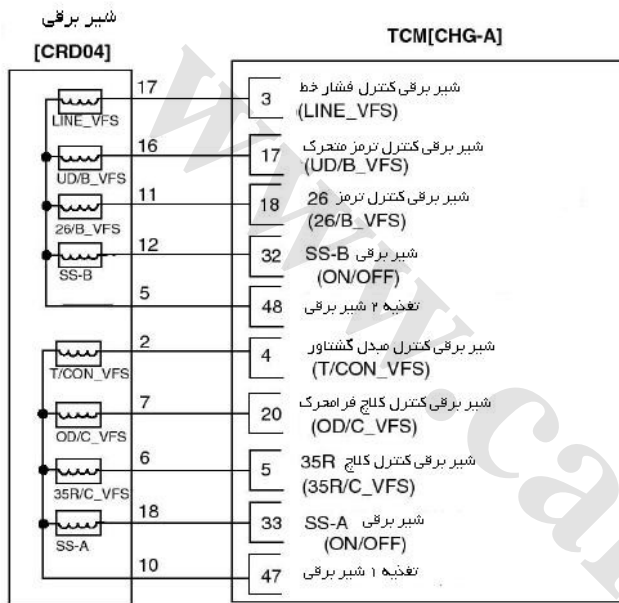 شیر برقی
[CRD04]
TCM[CHG-A]
17
3
شیر برقی کنترل فشار خط
(LINE_VFS)
LINE_VFS
16
17
شیر برقی کنترل ترمز متحرک
(UD/B_VFS)
UD/B_VFS
11
18
شیر برقی کنترل ترمز 26
(26/B_VFS)
26/B_VFS
12
32
شیر برقی SS-B
(ON/OFF)
SS-B
5
48
تغذیه ۲ شیر برقی
2
4
شیر برقی کنترل مبدل گشتاور
(T/CON_VFS)
T/CON_VFS
7
20
شیر برقی کنترل کلاچ فرامحرک
(OD/C_VFS)
OD/C_VFS
6
5
شیر برقی کنترل کلاچ 35R
(35R/C_VFS)
35R/C_VFS
18
33
شیر برقی SS-A
(ON/OFF)
SS-A
10
47
تغذیه ۱ شیر برقی
www.ca